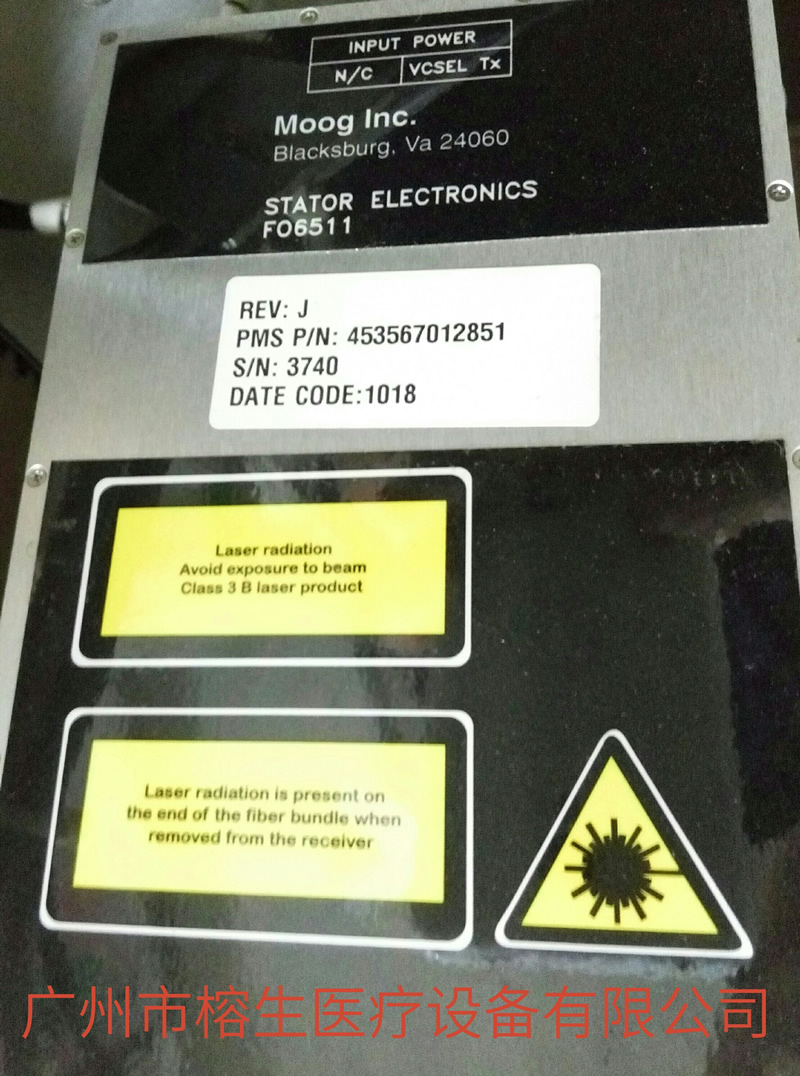 INPUT POWER
N/C VCSEL Tx
Moog Inc.
Blacksburg, Va 24060
STATOR ELECTRONICS
FO6511
REV: J
PMS P/N: 453567012851
S/N: 3740
DATE CODE:1018
Laser radiation
Avoid exposure to beam
Class 3 B laser product
Laser radiation is present on
the end of the fiber bundle when
removed from the receiver
广州市榕生医疗设备有限公司